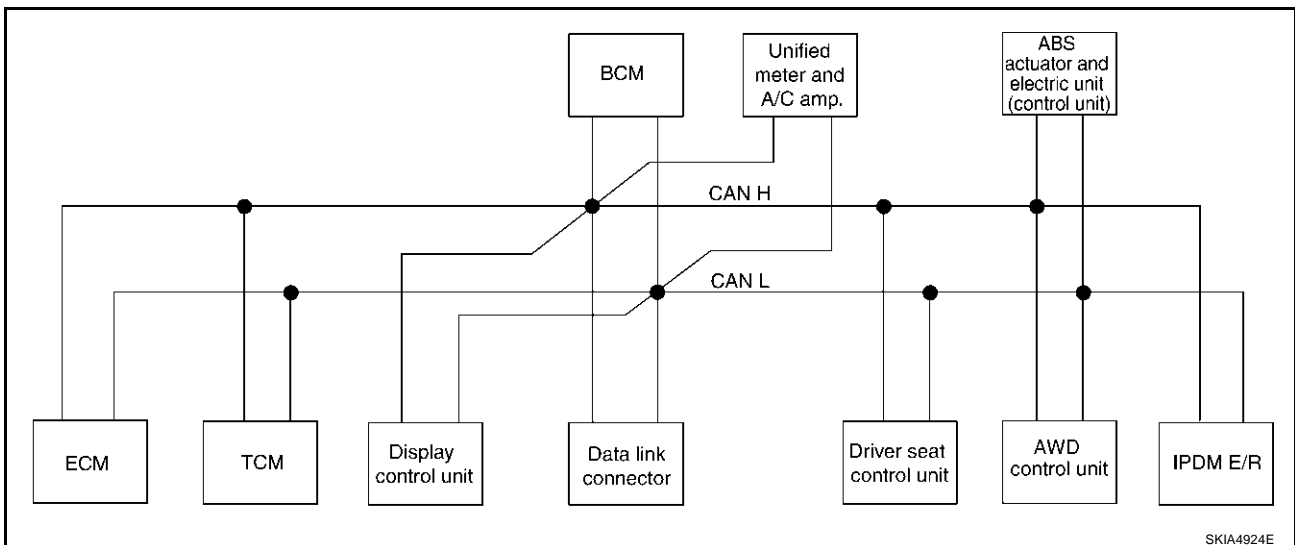 BCM
Unified
meter and
A/C amp.
ABS
actuator and
electric unit
(control unit)
CAN H
CAN L
ECM
TCM
Display
control unit
Data link
connector
Driver seat
control unit
AWD
control unit
IPDM E/R
SKIA4924E